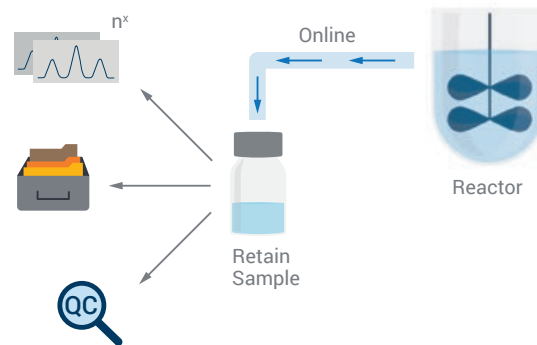 nˣ
Online
Reactor
Retain
Sample
QC